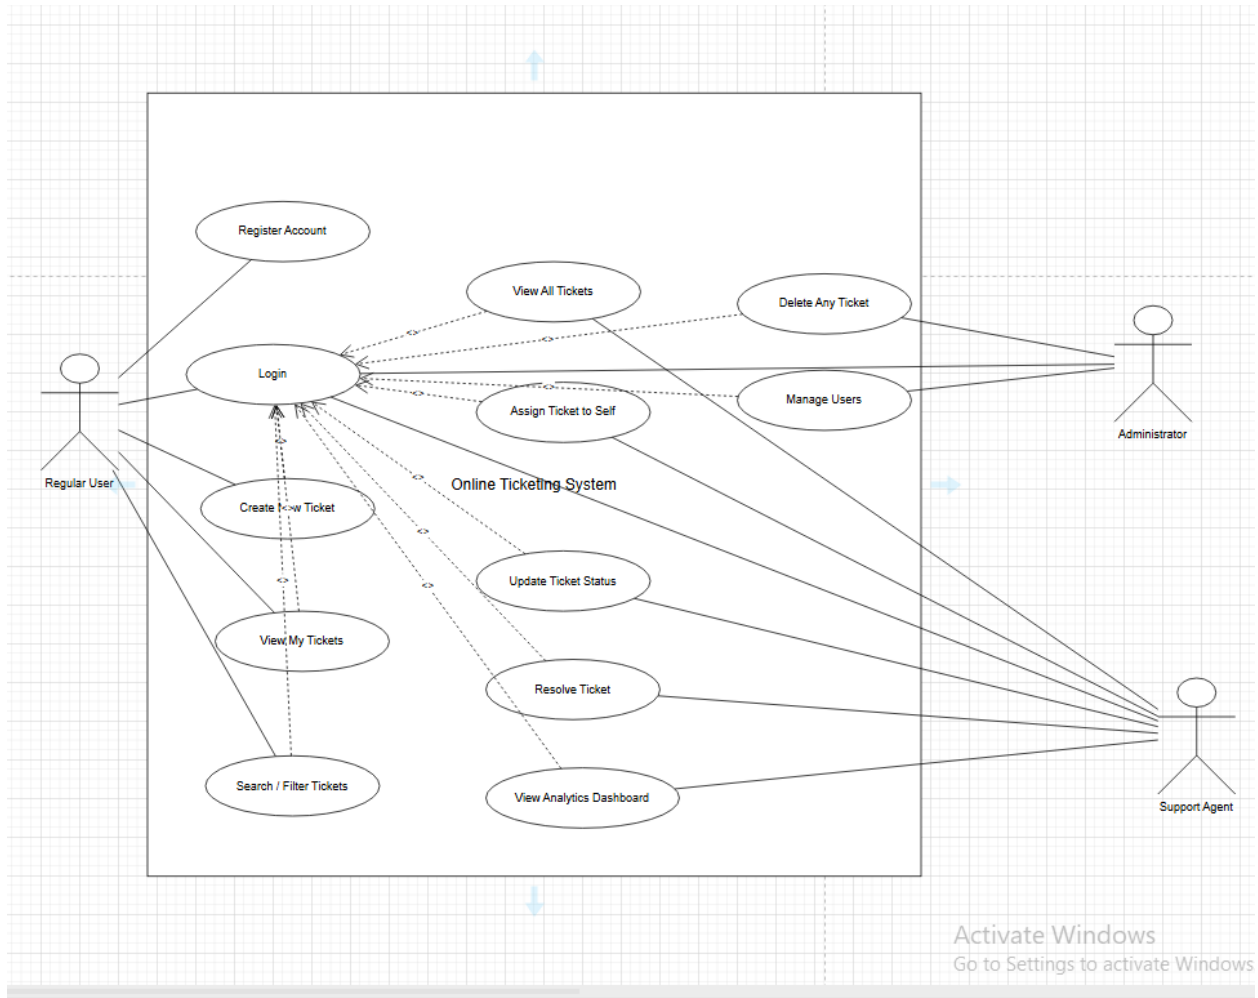 Register Account
View All Tickets
Delete Any Ticket
<>
<>
Login
<>
<>
Assign Ticket to Self
Manage Users
Administrator
<>
Regular User
<>
Online Ticketing System
Create N<>w Ticket
<>
<>
Update Ticket Status
<>
View My Tickets
Resolve Ticket
Search / Filter Tickets
View Analytics Dashboard
Support Agent
Activate Windows
Go to Settings to activate Windows